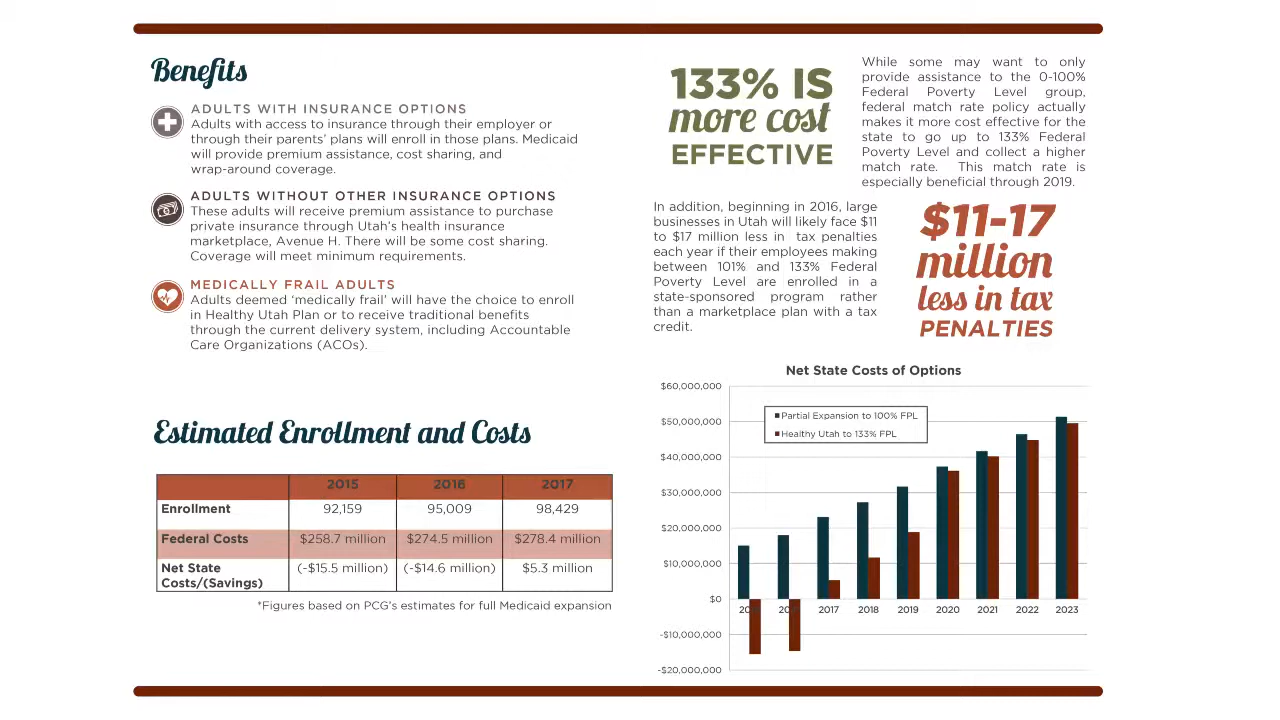 Benefits
ADULTS WITH INSURANCE OPTIONS
Adults with access to insurance through their employer or
through their parents' plans will enroll in those plans. Medicaid
will provide premium assistance, cost sharing, and
wrap-around coverage.
ADULTS WITHOUT OTHER INSURANCE OPTIONS
These adults will receive premium assistance to purchase
private insurance through Utah's health insurance
marketplace, Avenue H. There will be some cost sharing.
Coverage will meet minimum requirements.
MEDICALLY FRAIL ADULTS
Adults deemed 'medically frail' will have the choice to enroll
in Healthy Utah Plan or to receive traditional benefits
through the current delivery system, including Accountable
Care Organizations (ACOs).
Estimated Enrollment and Costs
2015 2016 2017
Enrollment 92,159 95,009 98,429
Federal Costs $258.7 million $274.5 million $278.4 million
Net State (-$15.5 million) (-$14.6 million) $5.3 million
Costs/(Savings)
*Figures based on PCG's estimates for full Medicaid expansion
133% IS
more cost
EFFECTIVE
While some may want to only
provide assistance to the 0-100%
Federal Poverty Level group,
federal match rate policy actually
makes it more cost effective for the
state to go up to 133% Federal
Poverty Level and collect a higher
match rate. This match rate is
especially beneficial through 2019.
In addition, beginning in 2016, large
businesses in Utah will likely face $11
to $17 million less in tax penalties
each year if their employees making
between 101% and 133% Federal
Poverty Level are enrolled in a
state-sponsored program rather
than a marketplace plan with a tax
credit.
$11-17
million
less in tax
PENALTIES
Net State Costs of Options
$60,000,000
$50,000,000
$40,000,000
$30,000,000
$20,000,000
$10,000,000
$0
-$10,000,000
-$20,000,000
Partial Expansion to 100% FPL
Healthy Utah to 133% FPL
2017 2018 2019 2020 2021 2022 2023